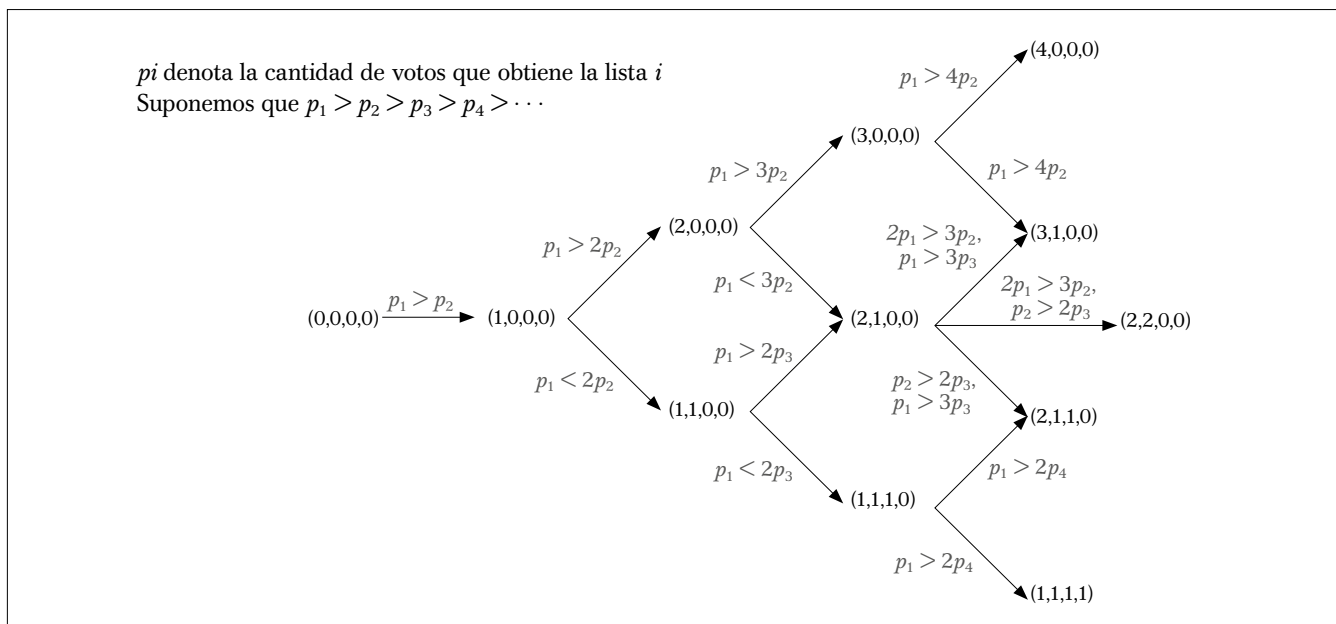 pi denota la cantidad de votos que obtiene la lista i
Suponemos que p₁ > p₂ > p₃ > p₄ > · · ·
(4,0,0,0)
p₁ > 4p₂
(3,0,0,0)
p₁ > 3p₂
p₁ > 4p₂
(2,0,0,0)
2p₁ > 3p₂,
p₁ > 3p₃
(3,1,0,0)
p₁ > 2p₂
p₁ < 3p₂
2p₁ > 3p₂,
p₂ > 2p₃
(0,0,0,0)
p₁ > p₂
(1,0,0,0)
(2,1,0,0)
(2,2,0,0)
p₁ > 2p₃
p₁ < 2p₂
p₂ > 2p₃,
p₁ > 3p₃
(1,1,0,0)
(2,1,1,0)
p₁ < 2p₃
p₁ > 2p₄
(1,1,1,0)
p₁ > 2p₄
(1,1,1,1)